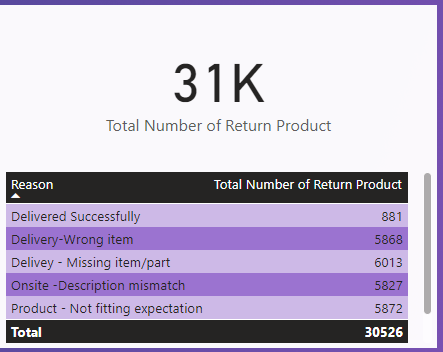 31K
Total Number of Return Product
Reason Total Number of Return Product
Delivered Successfully 881
Delivery-Wrong item 5868
Delivey - Missing item/part 6013
Onsite -Description mismatch 5827
Product - Not fitting expectation 5872
Total 30526